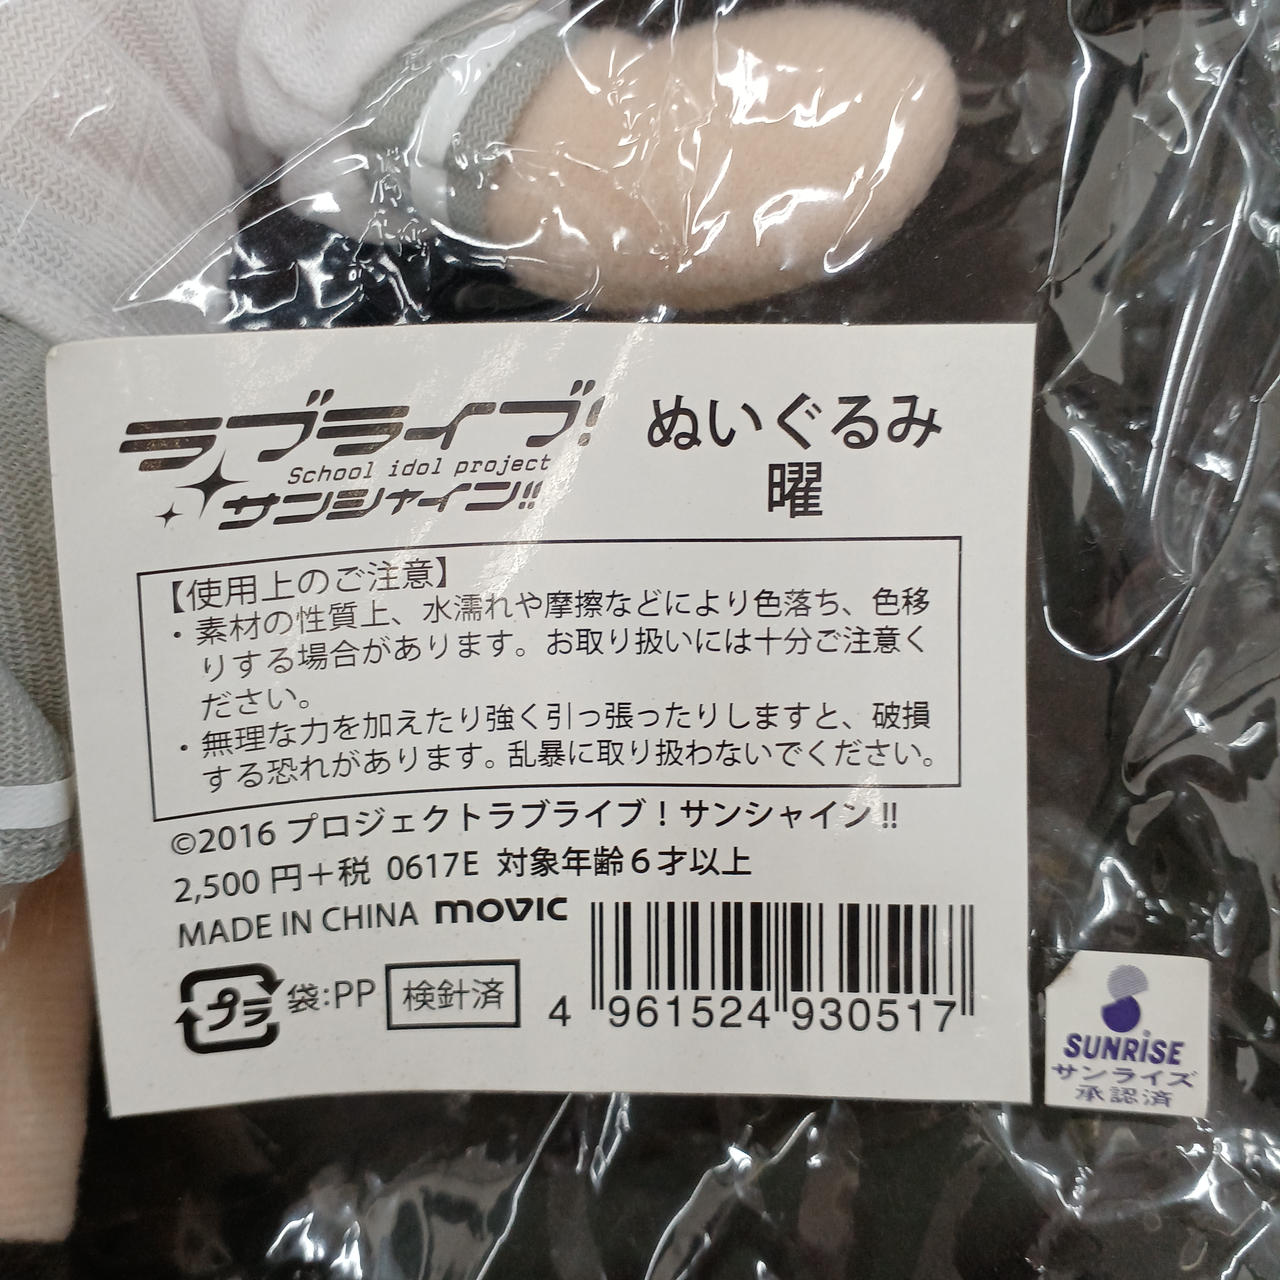 ラブライブ!
School idol project
サンシャイン!!
ぬいぐるみ
曜
【使用上のご注意】
・素材の性質上、水濡れや摩擦などにより色落ち、色移
りする場合があります。お取り扱いには十分ご注意く
ださい。
・無理な力を加えたり強く引っ張ったりしますと、破損
する恐れがあります。乱暴に取り扱わないでください。
©2016 プロジェクトラブライブ！サンシャイン!!
2,500 円＋税 0617E 対象年齢６才以上
MADE IN CHINA movic
プラ 袋:PP 検針済
4 961524 930517
SUNRISE
サンライズ
承認済